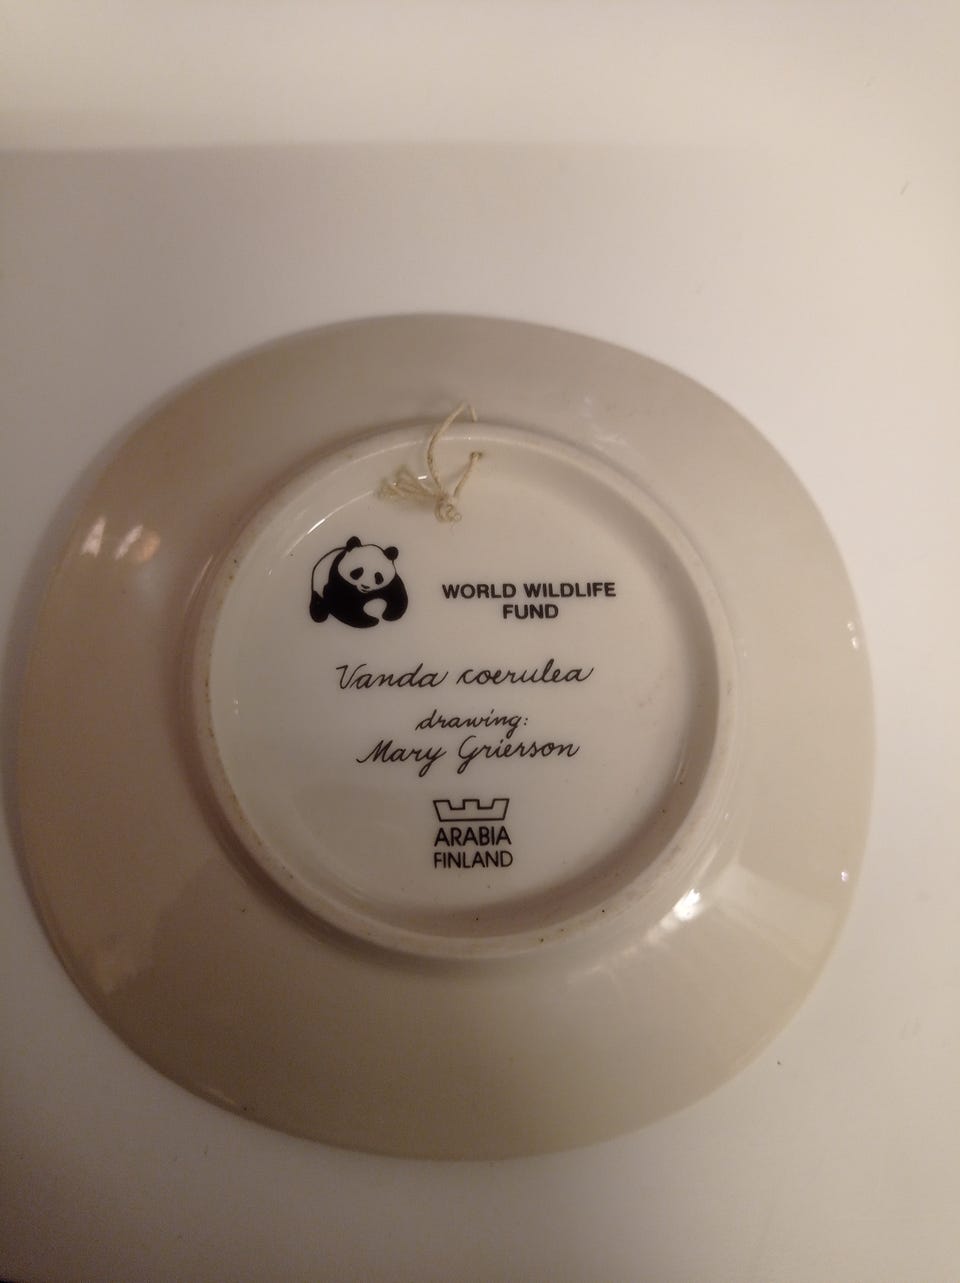 WORLD WILDLIFE
FUND
Vanda coerulea
drawing:
Mary Grierson
ARABIA
FINLAND